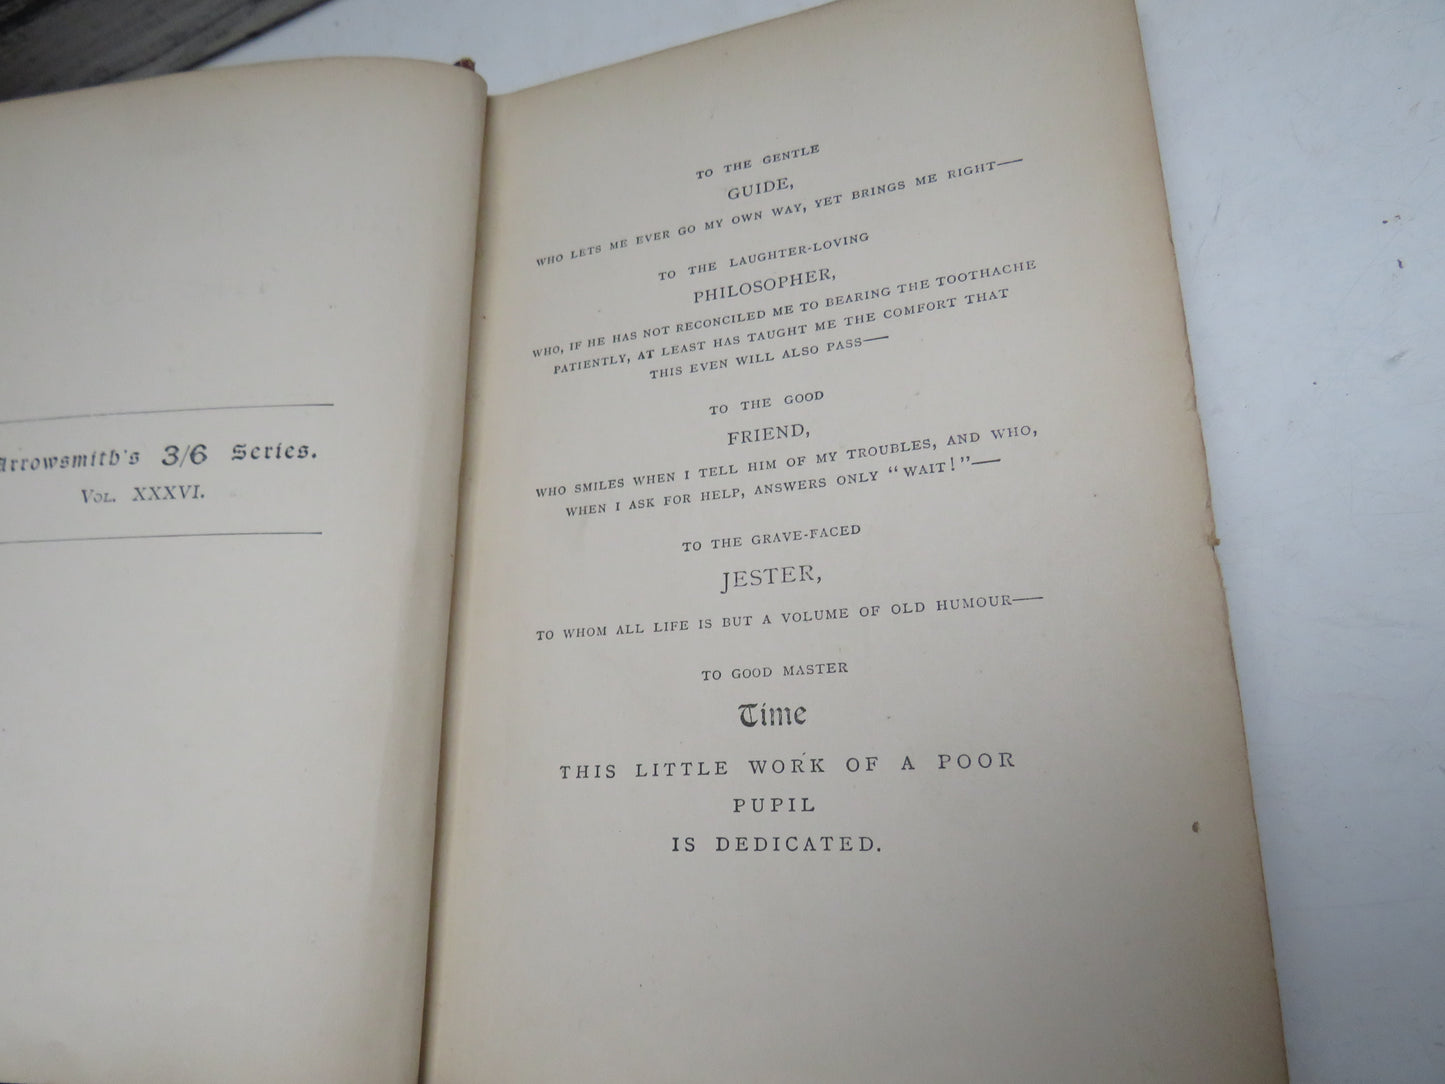 Arrowsmith's 3/6 Series.
VOL. XXXVI.
TO THE GENTLE
GUIDE,
WHO LETS ME EVER GO MY OWN WAY, YET BRINGS ME RIGHT—
TO THE LAUGHTER-LOVING
PHILOSOPHER,
WHO, IF HE HAS NOT RECONCILED ME TO BEARING THE TOOTHACHE
PATIENTLY, AT LEAST HAS TAUGHT ME THE COMFORT THAT
THIS EVEN WILL ALSO PASS—
TO THE GOOD
FRIEND,
WHO SMILES WHEN I TELL HIM OF MY TROUBLES, AND WHO,
WHEN I ASK FOR HELP, ANSWERS ONLY "WAIT!"—
TO THE GRAVE-FACED
JESTER,
TO WHOM ALL LIFE IS BUT A VOLUME OF OLD HUMOUR—
TO GOOD MASTER
Time
THIS LITTLE WORK OF A POOR
PUPIL
IS DEDICATED.